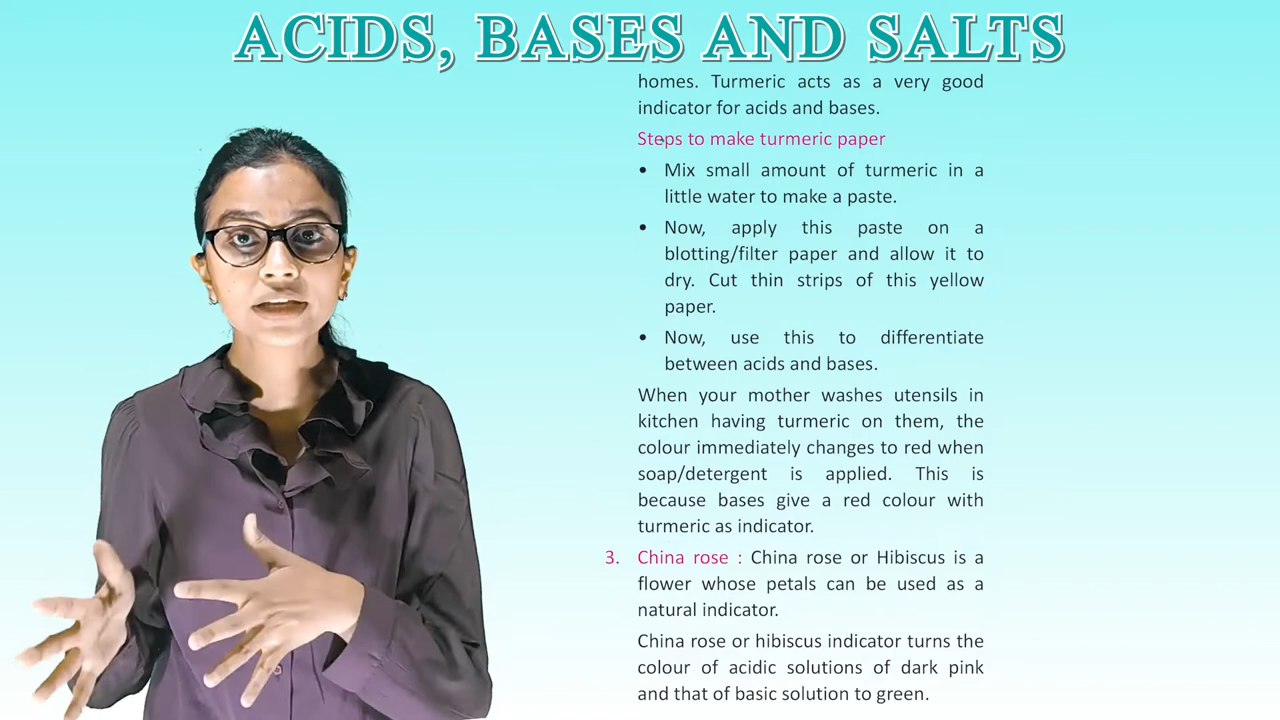 ACIDS, BASES AND SALTS
homes. Turmeric acts as a very good
indicator for acids and bases.
Steps to make turmeric paper
• Mix small amount of turmeric in a
little water to make a paste.
• Now, apply this paste on a
blotting/filter paper and allow it to
dry. Cut thin strips of this yellow
paper.
• Now, use this to differentiate
between acids and bases.
When your mother washes utensils in
kitchen having turmeric on them, the
colour immediately changes to red when
soap/detergent is applied. This is
because bases give a red colour with
turmeric as indicator.
3. China rose : China rose or Hibiscus is a
flower whose petals can be used as a
natural indicator.
China rose or hibiscus indicator turns the
colour of acidic solutions of dark pink
and that of basic solution to green.